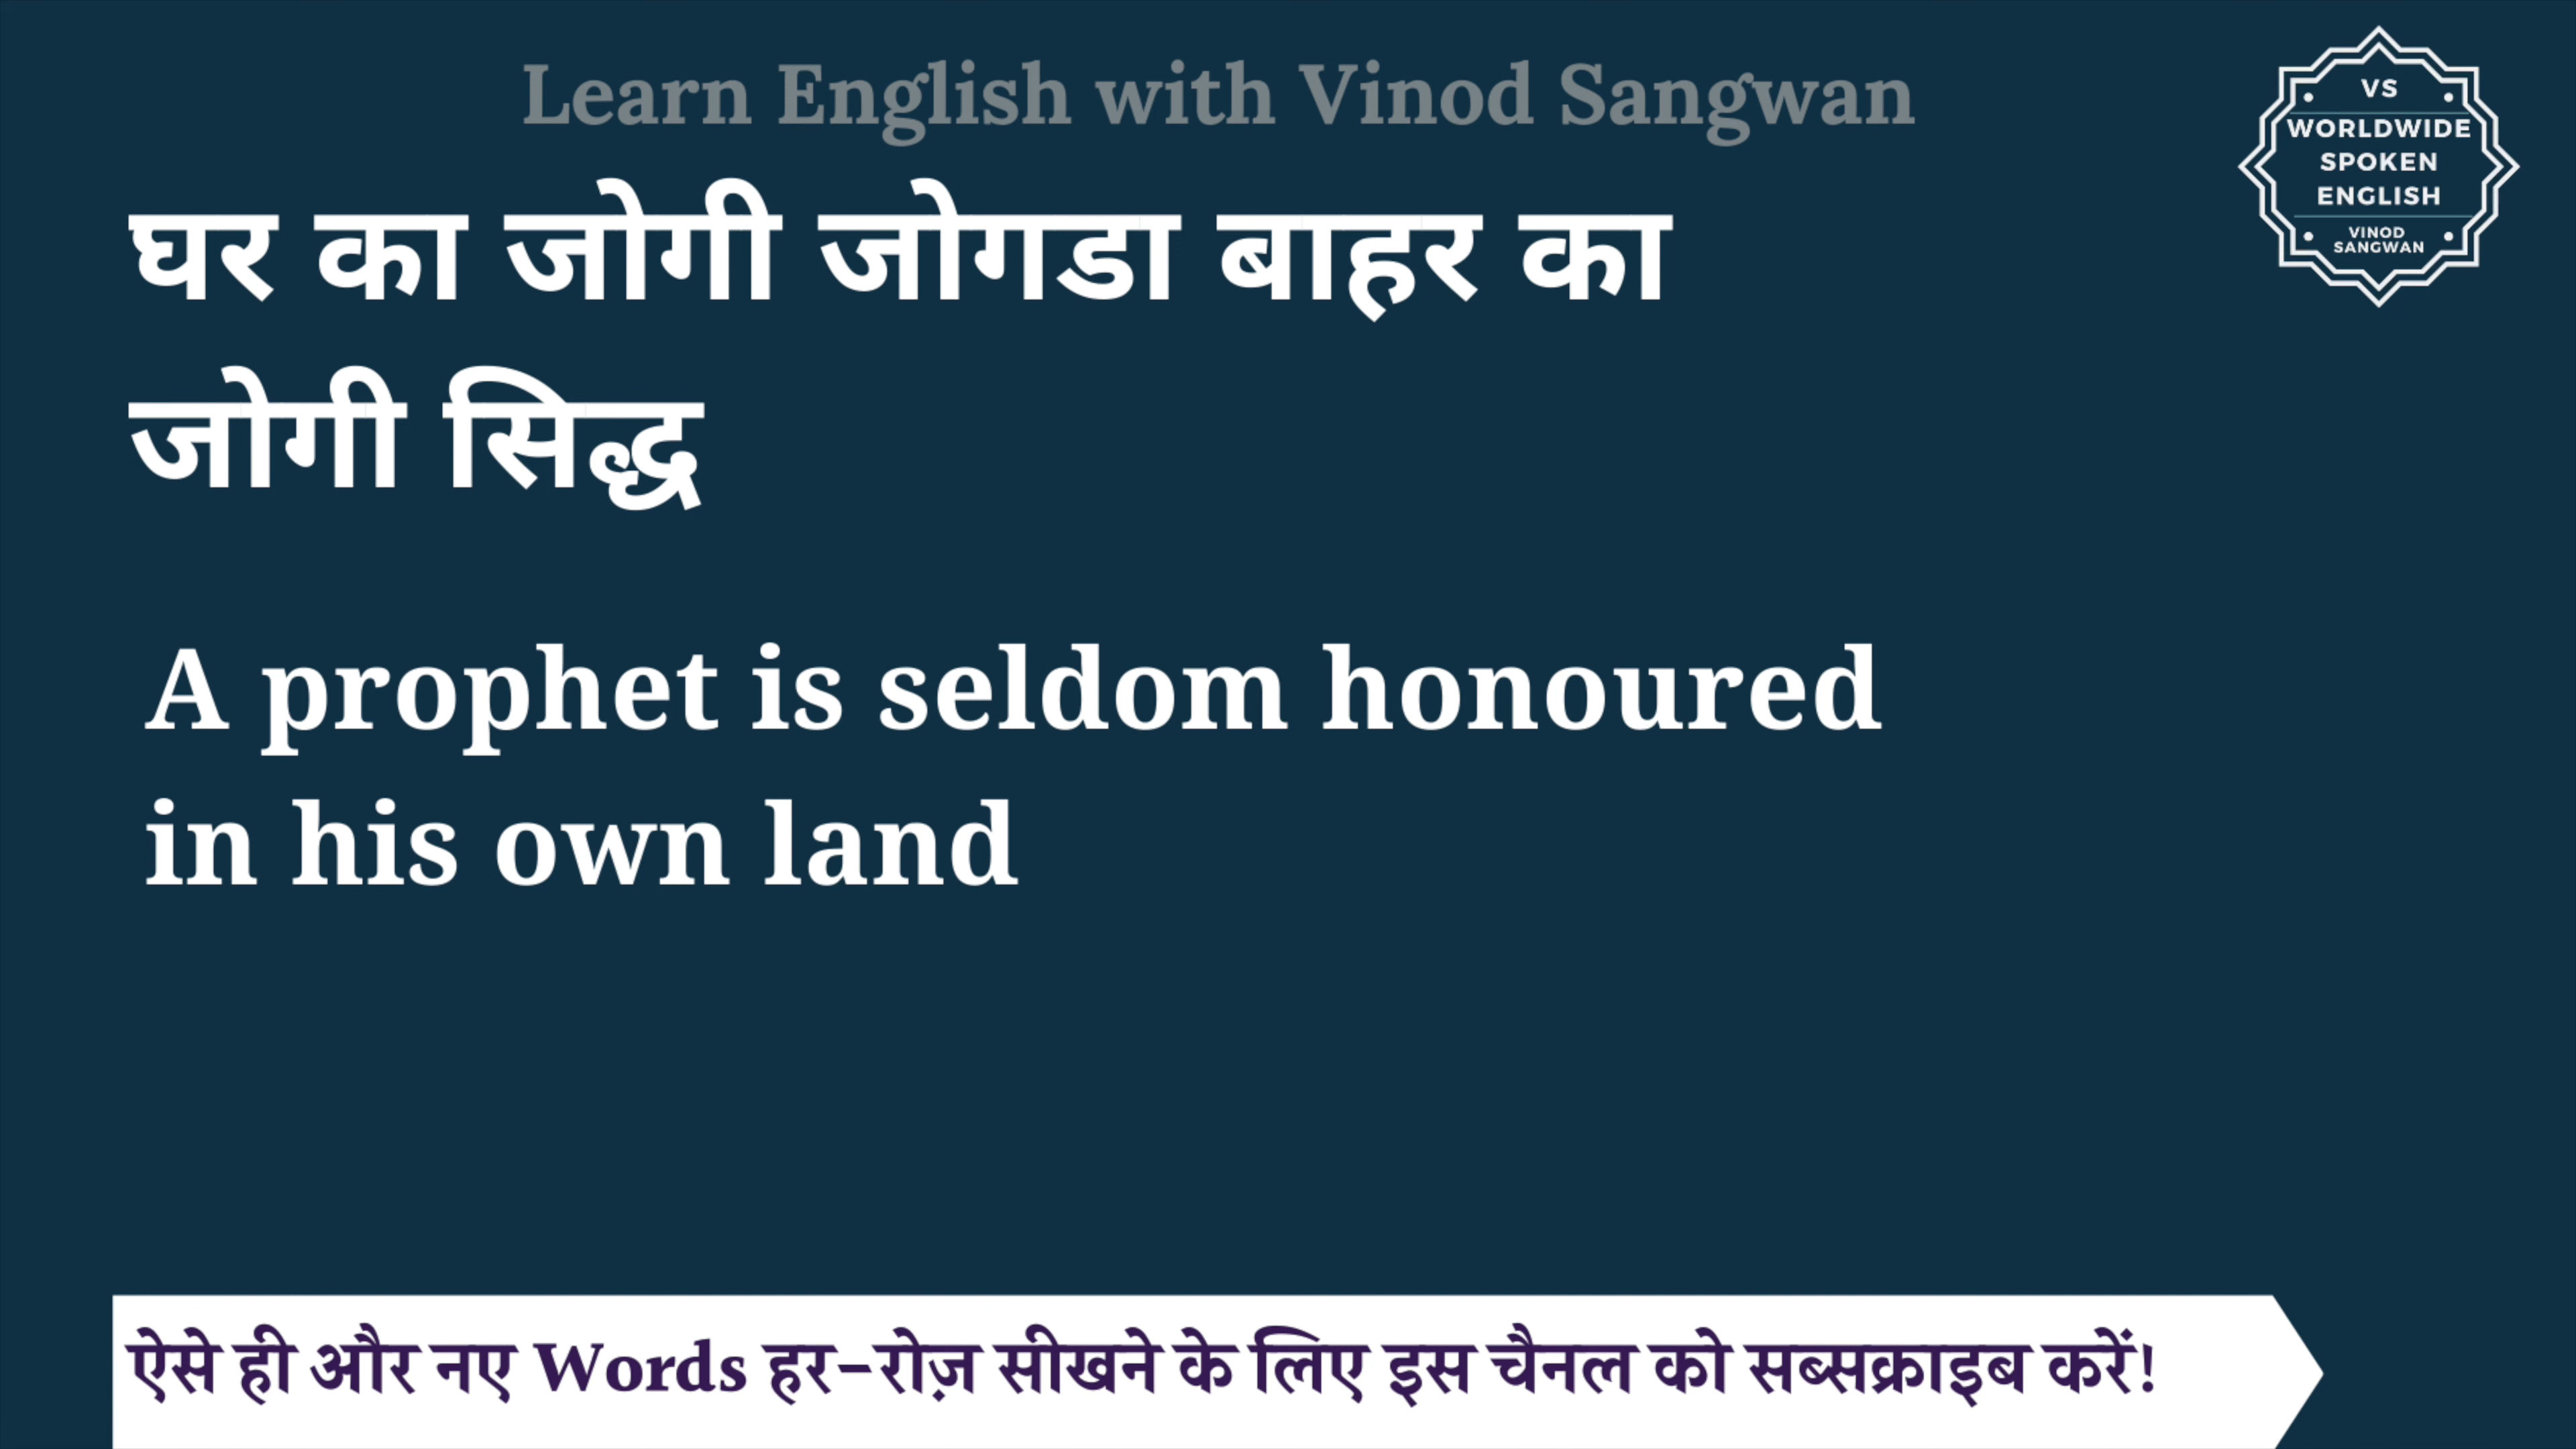 Learn English with Vinod Sangwan
VS
WORLDWIDE
SPOKEN
ENGLISH
VINOD
SANGWAN
घर का जोगी जोगडा बाहर का
जोगी सिद्ध
A prophet is seldom honoured
in his own land
ऐसे ही और नए Words हर-रोज़ सीखने के लिए इस चैनल को सब्सक्राइब करें!